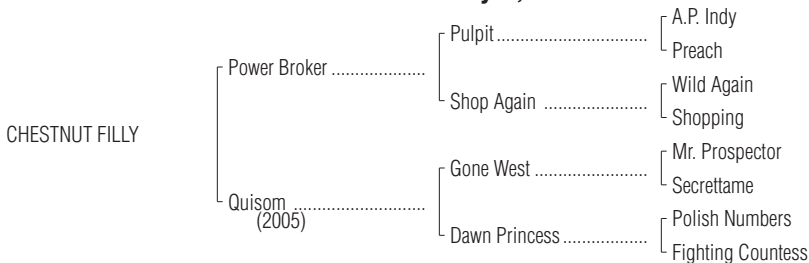 A.P. Indy
Pulpit ................................
Preach
Power Broker ....................
Wild Again
Shop Again ......................
Shopping
CHESTNUT FILLY
Mr. Prospector
Gone West ........................
Secrettame
Quisom ............................
(2005)
Polish Numbers
Dawn Princess..................
Fighting Countess